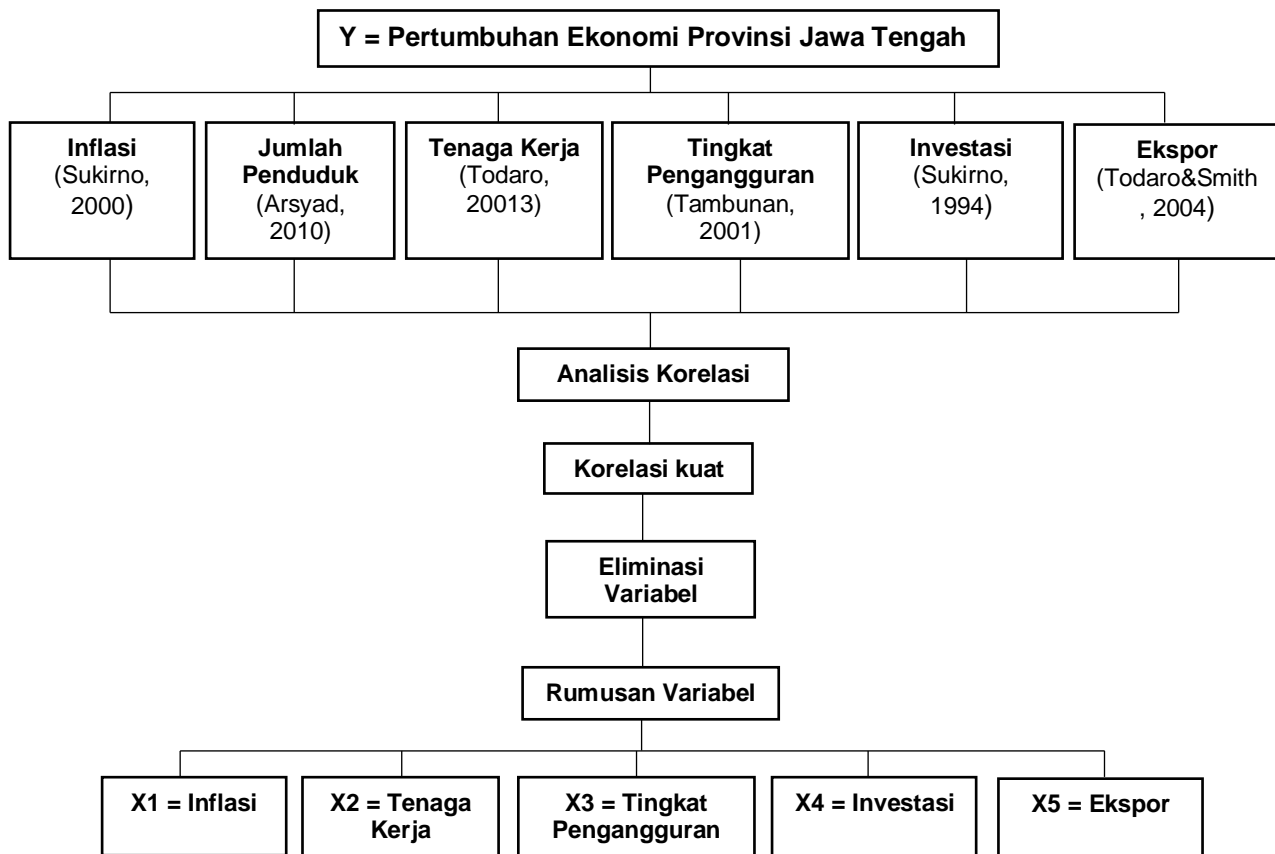 Y = Pertumbuhan Ekonomi Provinsi Jawa Tengah
Inflasi
(Sukirno,
2000)
Jumlah
Penduduk
(Arsyad,
2010)
Tenaga Kerja
(Todaro,
20013)
Tingkat
Pengangguran
(Tambunan,
2001)
Investasi
(Sukirno,
1994)
Ekspor
(Todaro&Smith
, 2004)
Analisis Korelasi
Korelasi kuat
Eliminasi
Variabel
Rumusan Variabel
X1 = Inflasi
X2 = Tenaga
Kerja
X3 = Tingkat
Pengangguran
X4 = Investasi
X5 = Ekspor